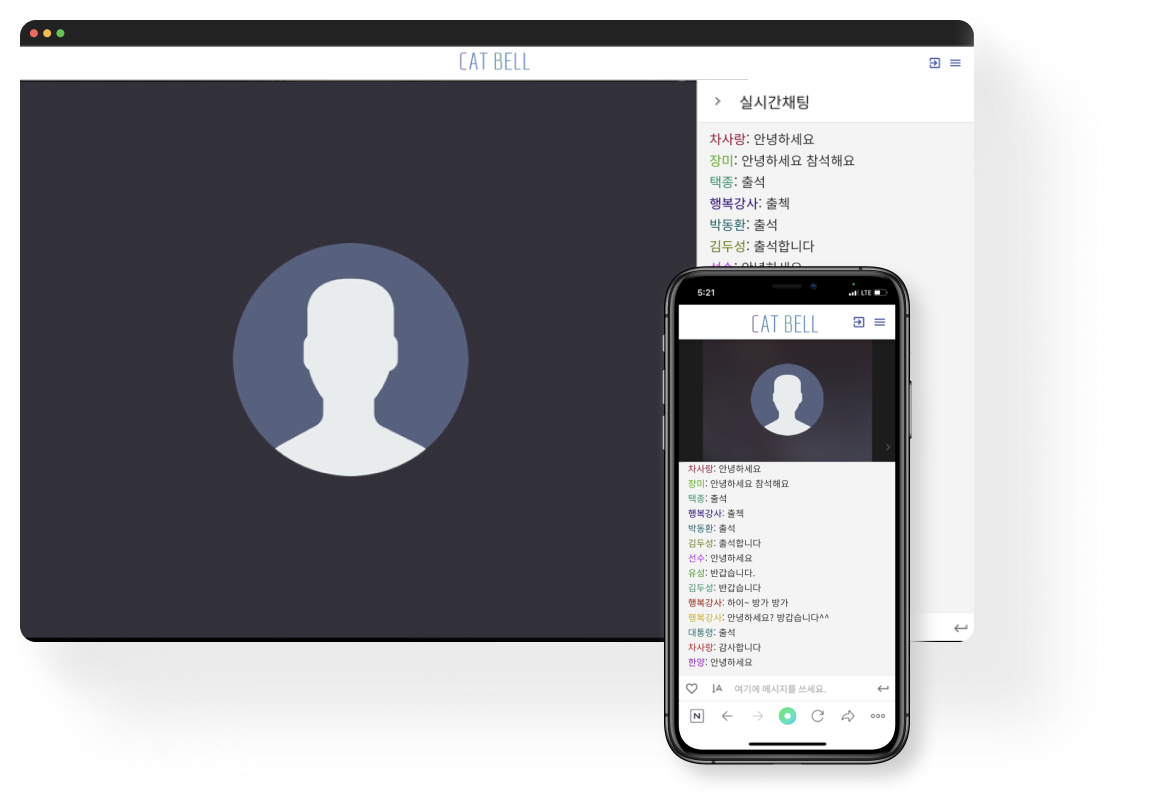 CAT BELL
실시간채팅
차사랑: 안녕하세요
장미: 안녕하세요 참석해요
택종: 출석
행복강사: 출첵
박동환: 출석
김두성: 출석합니다
선수: 안녕하세요
5:21
LTE
CAT BELL
차사랑: 안녕하세요
장미: 안녕하세요 참석해요
택종: 출석
행복강사: 출첵
박동환: 출석
김두성: 출석합니다
선수: 안녕하세요
유성: 반갑습니다.
김두성: 반갑습니다
행복강사: 하이~ 방가 방가
행복강사: 안녕하세요? 방갑습니다^^
대통령: 출석
차사랑: 감사합니다
한양: 안녕하세요
여기에 메시지를 쓰세요.
N